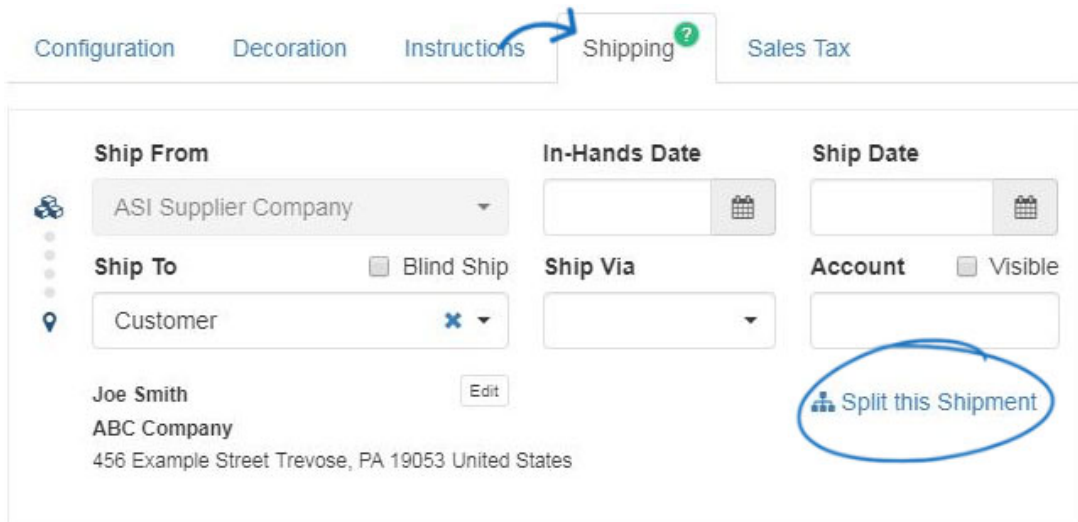 Configuration Decoration Instructions Shipping ? Sales Tax
Ship From In-Hands Date Ship Date
ASI Supplier Company
Ship To Blind Ship Ship Via Account Visible
Customer
Joe Smith Edit
Split this Shipment
ABC Company
456 Example Street Trevose, PA 19053 United States